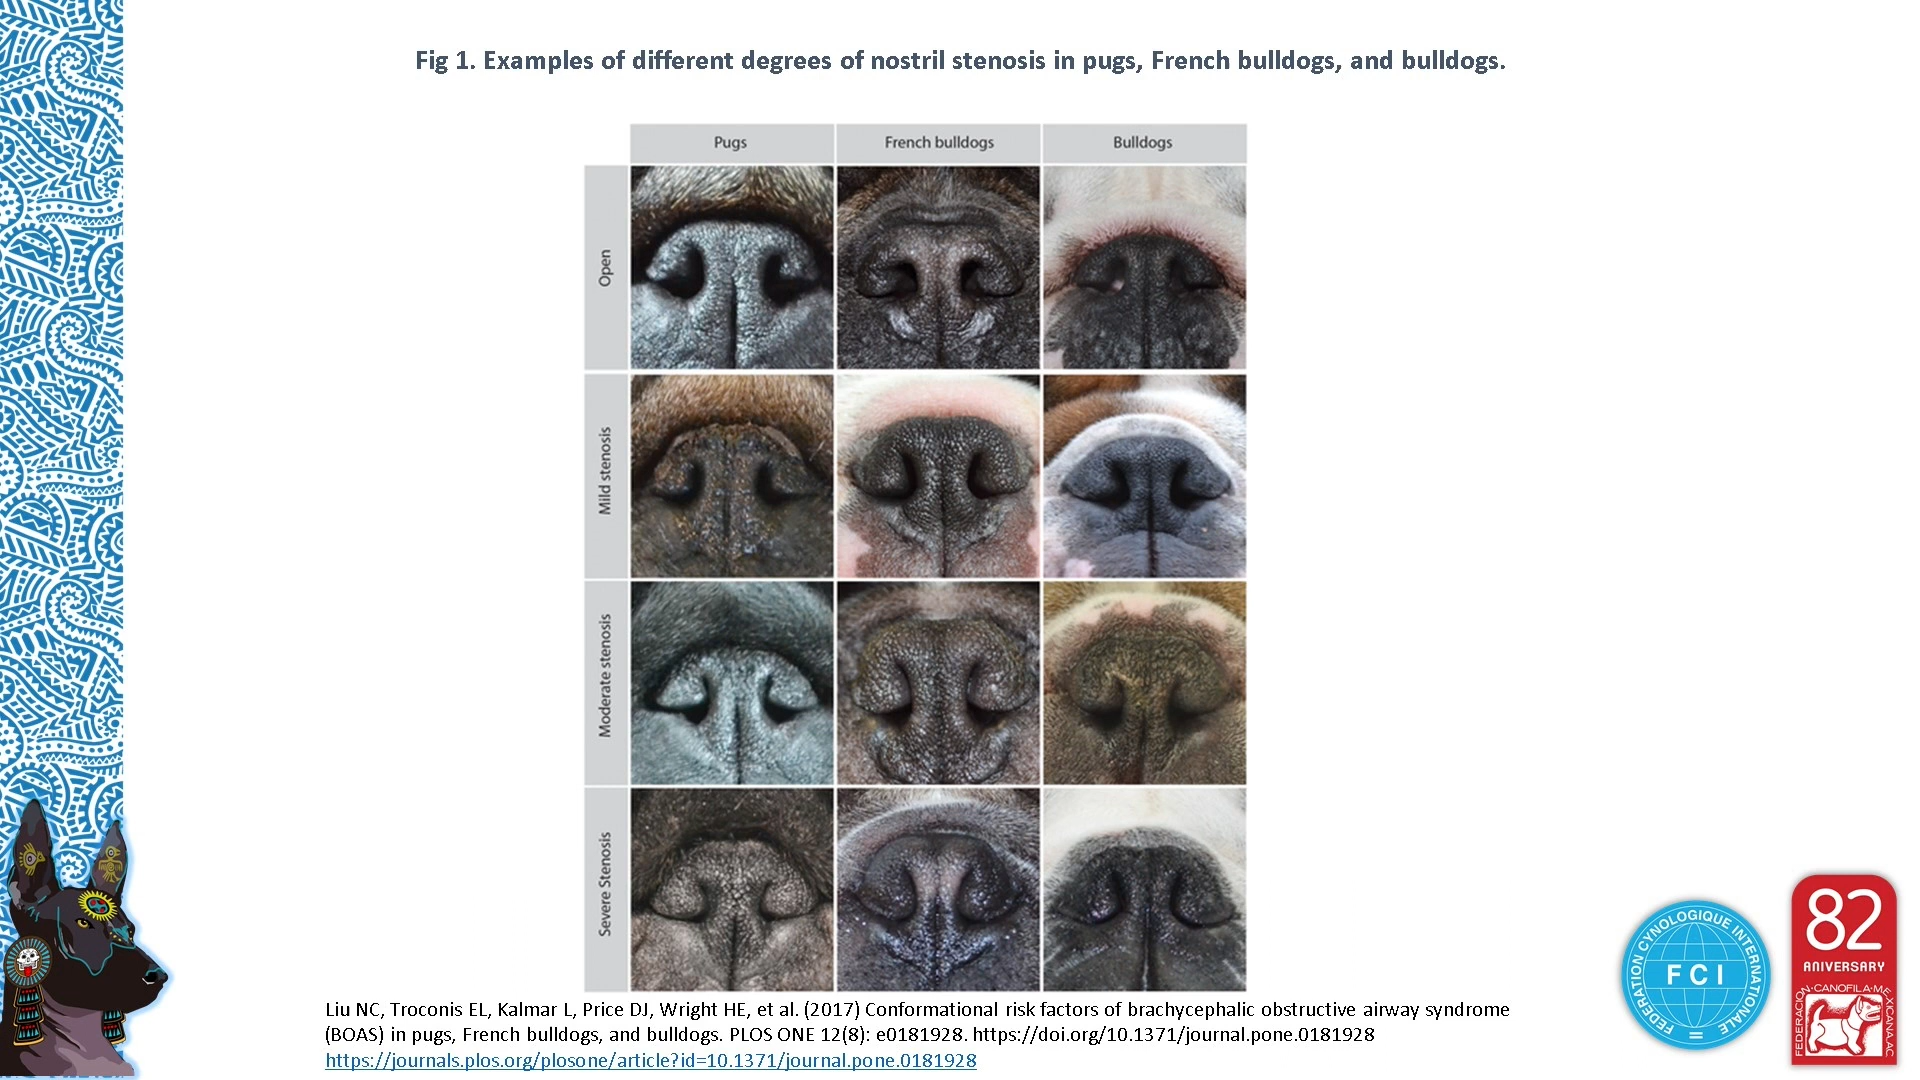 Fig 1. Examples of different degrees of nostril stenosis in pugs, French bulldogs, and bulldogs.
Pugs
French bulldogs
Bulldogs
Open
Mild stenosis
Moderate stenosis
Severe Stenosis
Liu NC, Troconis EL, Kalmar L, Price DJ, Wright HE, et al. (2017) Conformational risk factors of brachycephalic obstructive airway syndrome
(BOAS) in pugs, French bulldogs, and bulldogs. PLOS ONE 12(8): e0181928. https://doi.org/10.1371/journal.pone.0181928
https://journals.plos.org/plosone/article?id=10.1371/journal.pone.0181928
FEDERATION CYNOLOGIQUE INTERNATIONALE
FCI
82
ANIVERSARY
FEDERACION·CANOFILA·MEXICANA,AC